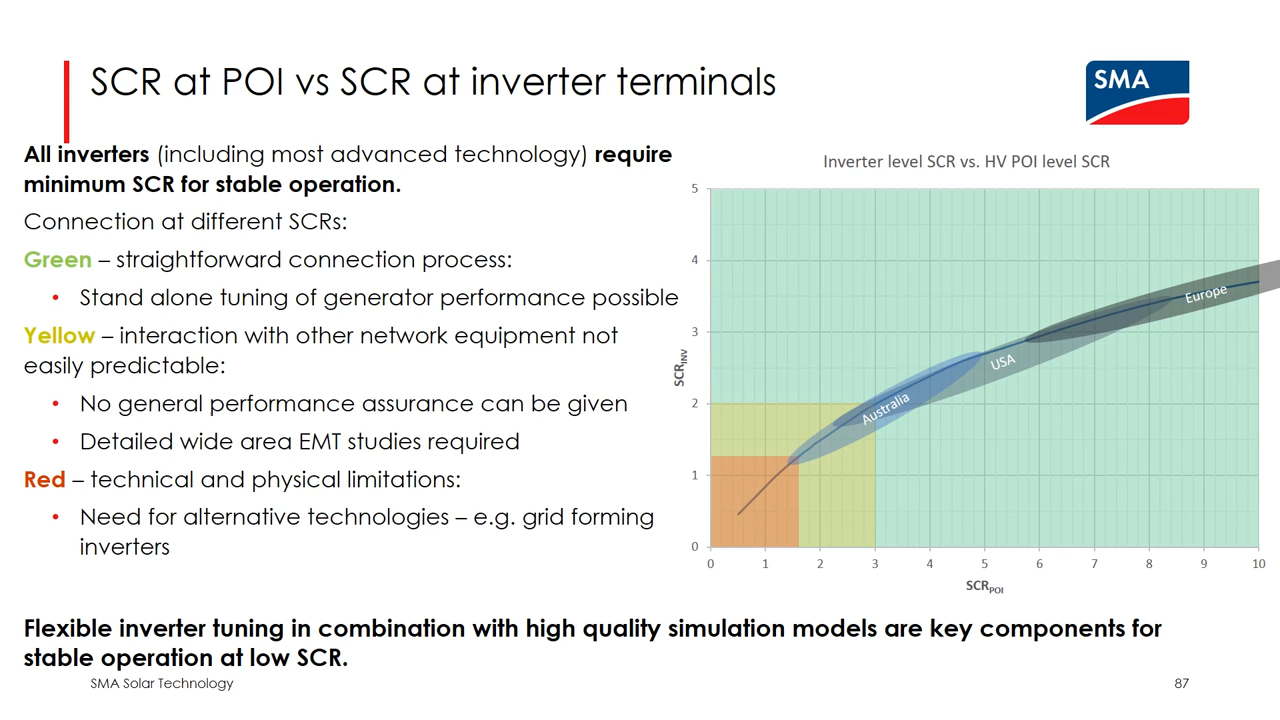 SCR at POI vs SCR at inverter terminals
SMA
All inverters (including most advanced technology) require
minimum SCR for stable operation.
Connection at different SCRs:
Green – straightforward connection process:
• Stand alone tuning of generator performance possible
Yellow – interaction with other network equipment not
easily predictable:
• No general performance assurance can be given
• Detailed wide area EMT studies required
Red – technical and physical limitations:
• Need for alternative technologies – e.g. grid forming
inverters
Inverter level SCR vs. HV POI level SCR
5
4
3
2
1
0
SCRINV
Europe
USA
Australia
0 1 2 3 4 5 6 7 8 9 10
SCRPOI
Flexible inverter tuning in combination with high quality simulation models are key components for
stable operation at low SCR.
SMA Solar Technology
87